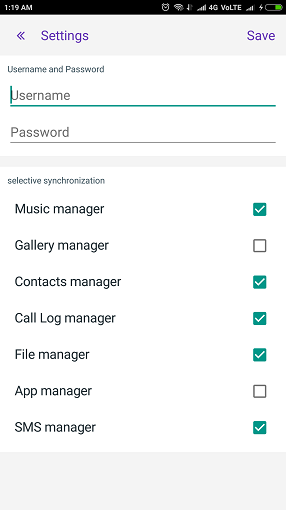 1:19 AM 4G VoLTE
Settings Save
Username and Password
Username
Password
selective synchronization
Music manager
Gallery manager
Contacts manager
Call Log manager
File manager
App manager
SMS manager